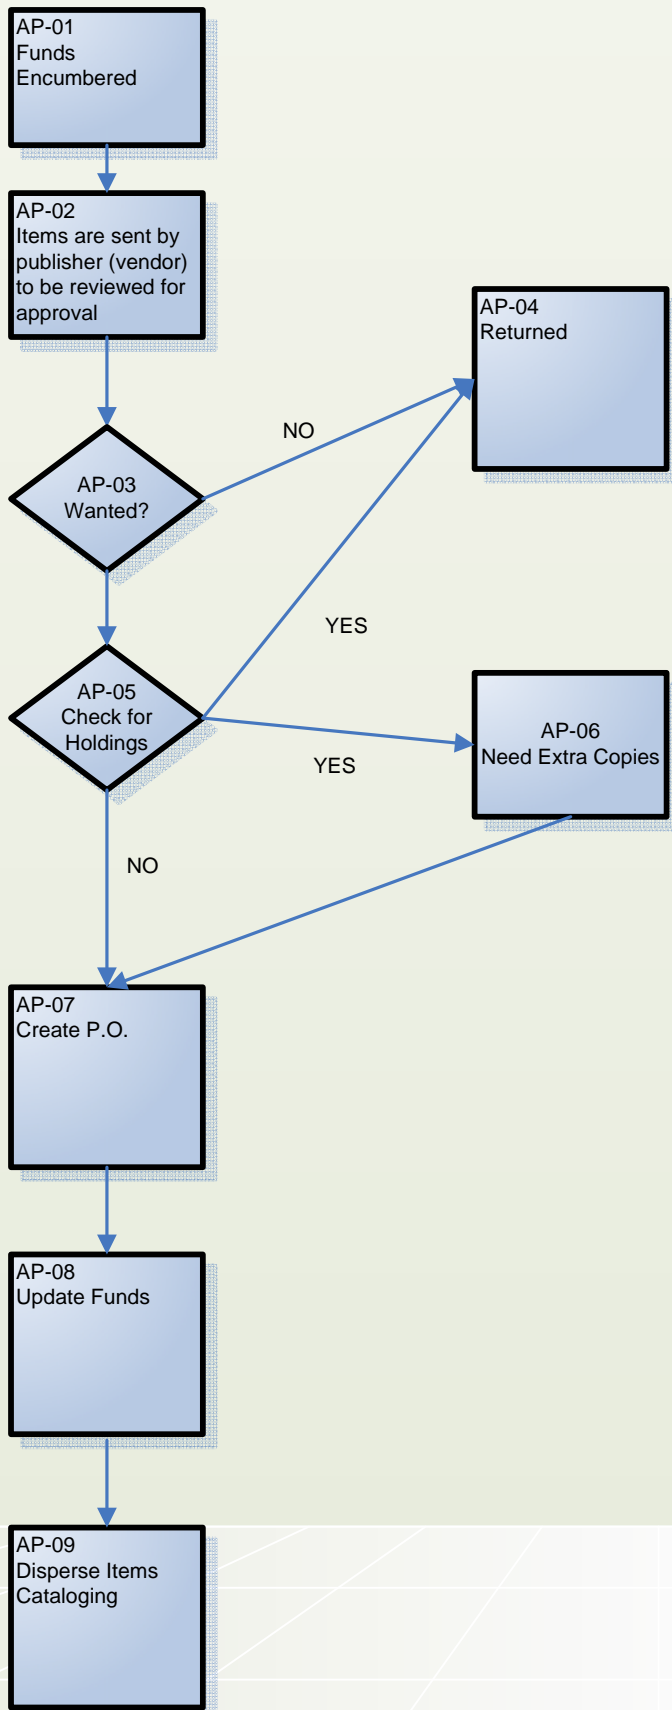 AP-01
Funds
Encumbered
AP-02
Items are sent by
publisher (vendor)
to be reviewed for
approval
AP-04
Returned
NO
AP-03
Wanted?
YES
AP-05
Check for
Holdings
AP-06
Need Extra Copies
YES
NO
AP-07
Create P.O.
AP-08
Update Funds
AP-09
Disperse Items
Cataloging